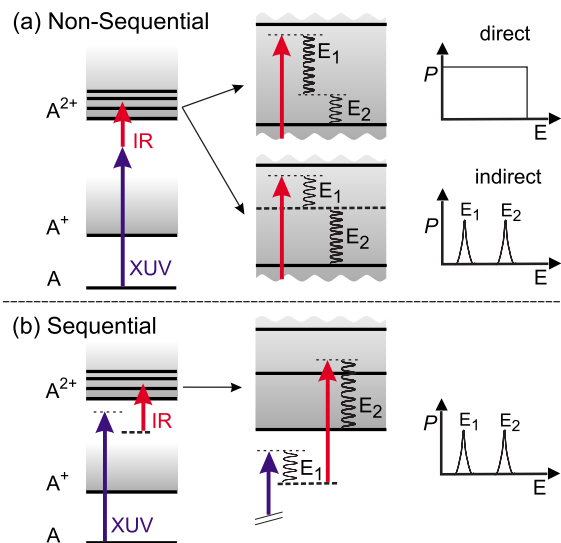 (a) Non-Sequential
direct
A2+
IR
E1
E2
P
E
A+
XUV
A
indirect
E1
E2
P
E1 E2
E
(b) Sequential
A2+
IR
E2
P
E1 E2
E
A+
E1
XUV
A